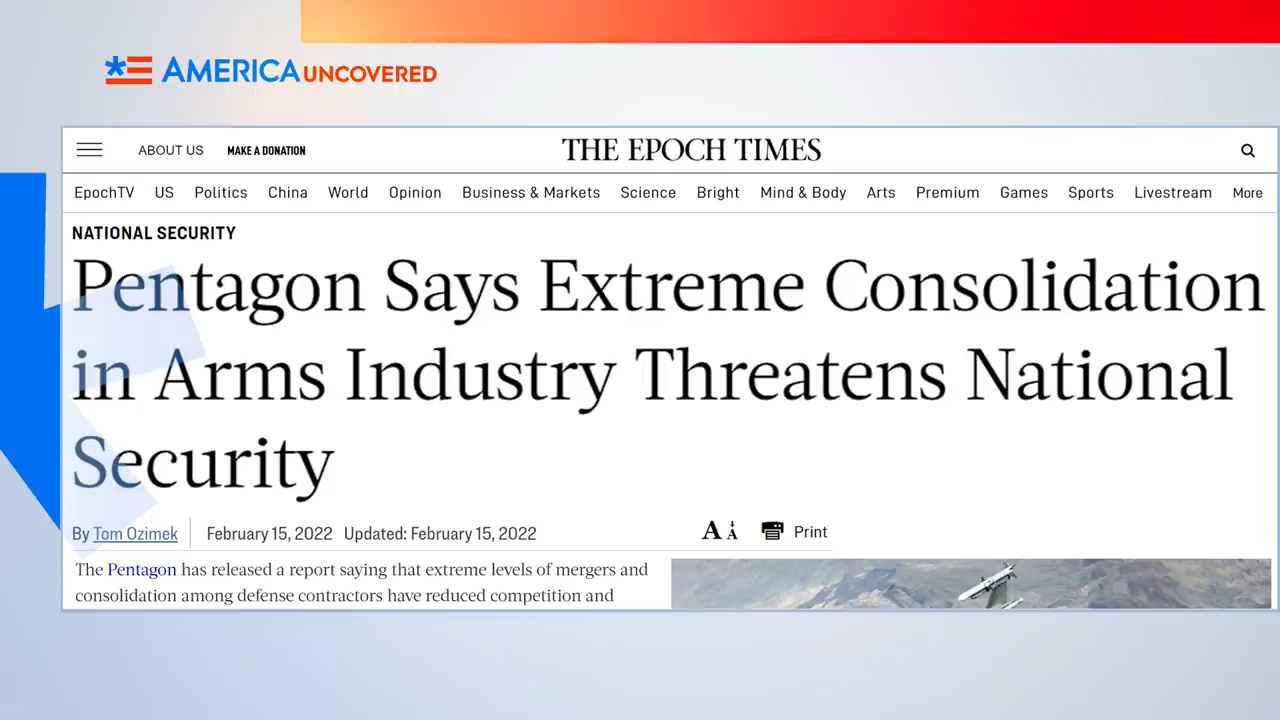 AMERICA UNCOVERED
ABOUT US
MAKE A DONATION
THE EPOCH TIMES
EpochTV US Politics China World Opinion Business & Markets Science Bright Mind & Body Arts Premium Games Sports Livestream More
NATIONAL SECURITY
Pentagon Says Extreme Consolidation
in Arms Industry Threatens National
Security
By Tom Ozimek February 15, 2022 Updated: February 15, 2022
A A Print
The Pentagon has released a report saying that extreme levels of mergers and
consolidation among defense contractors have reduced competition and